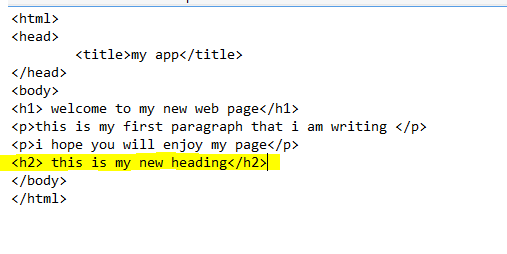 <html>
<head>
<title>my app</title>
</head>
<body>
<h1> welcome to my new web page</h1>
<p>this is my first paragraph that i am writing </p>
<p>i hope you will enjoy my page</p>
<h2> this is my new heading</h2>
</body>
</html>